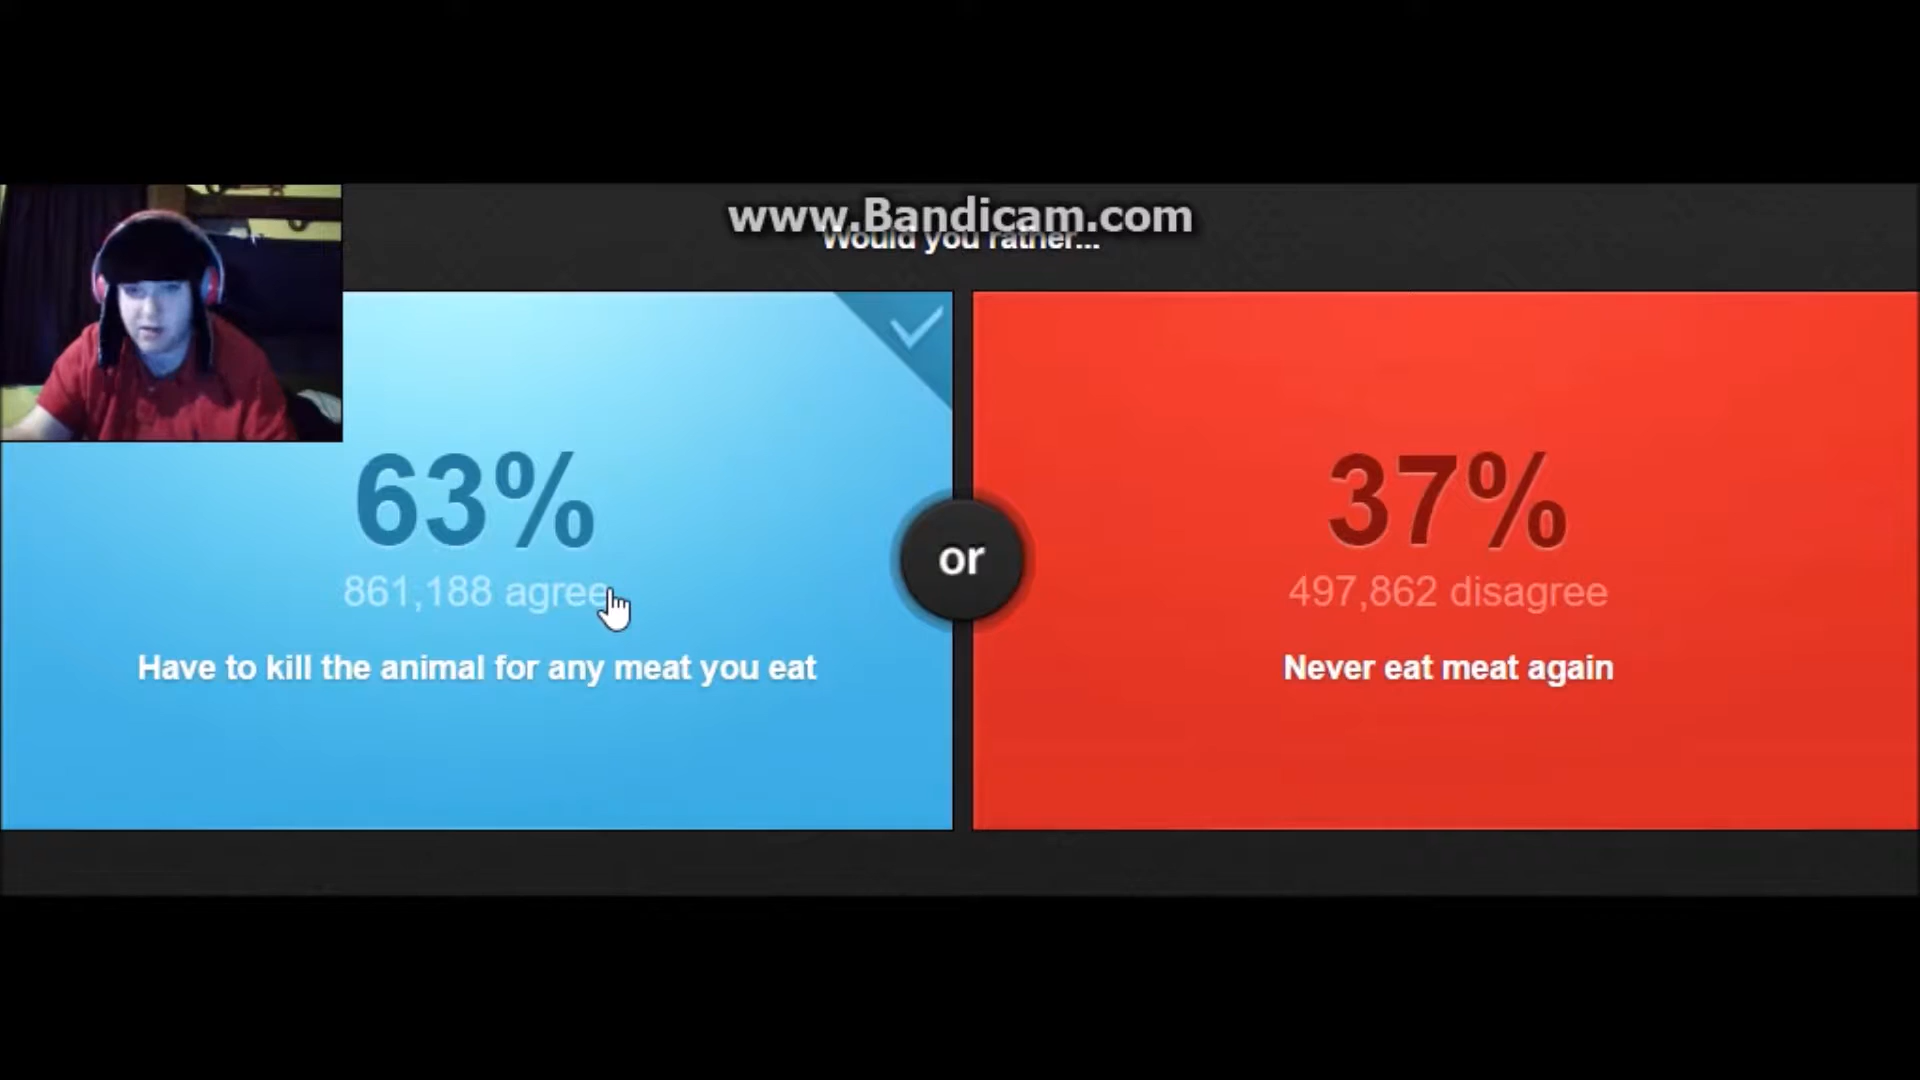 www.Bandicam.com
Would you rather...
63%
861,188 agree
Have to kill the animal for any meat you eat
or
37%
497,862 disagree
Never eat meat again